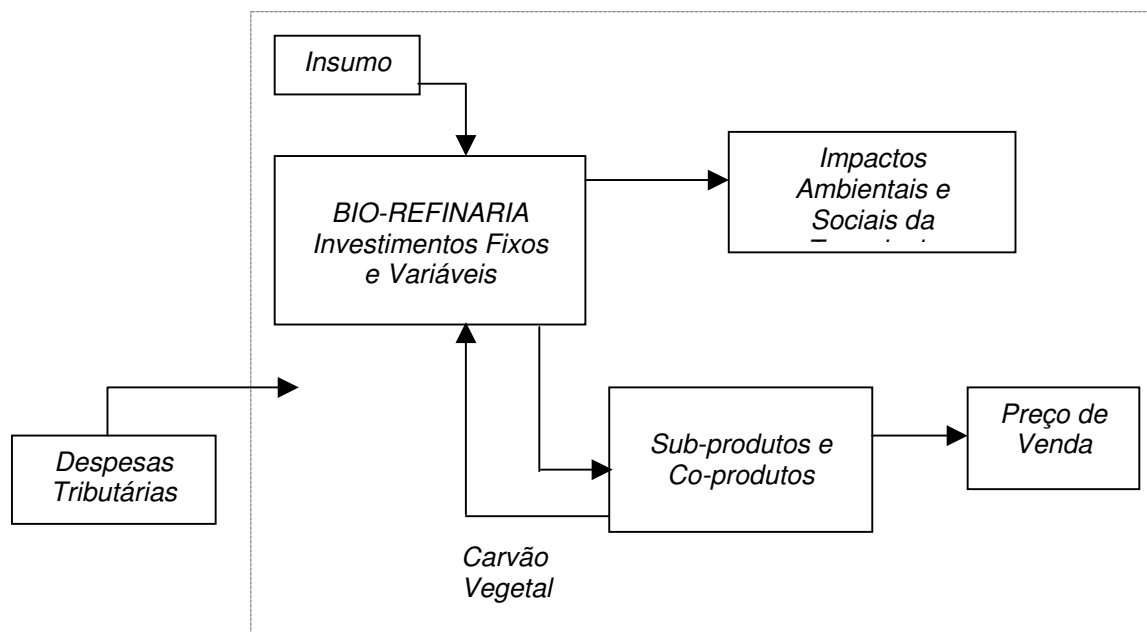 Insumo
Impactos
Ambientais e
Sociais da
BIO-REFINARIA
Investimentos Fixos
e Variáveis
Despesas
Tributárias
Sub-produtos e
Co-produtos
Preço de
Venda
Carvão
Vegetal